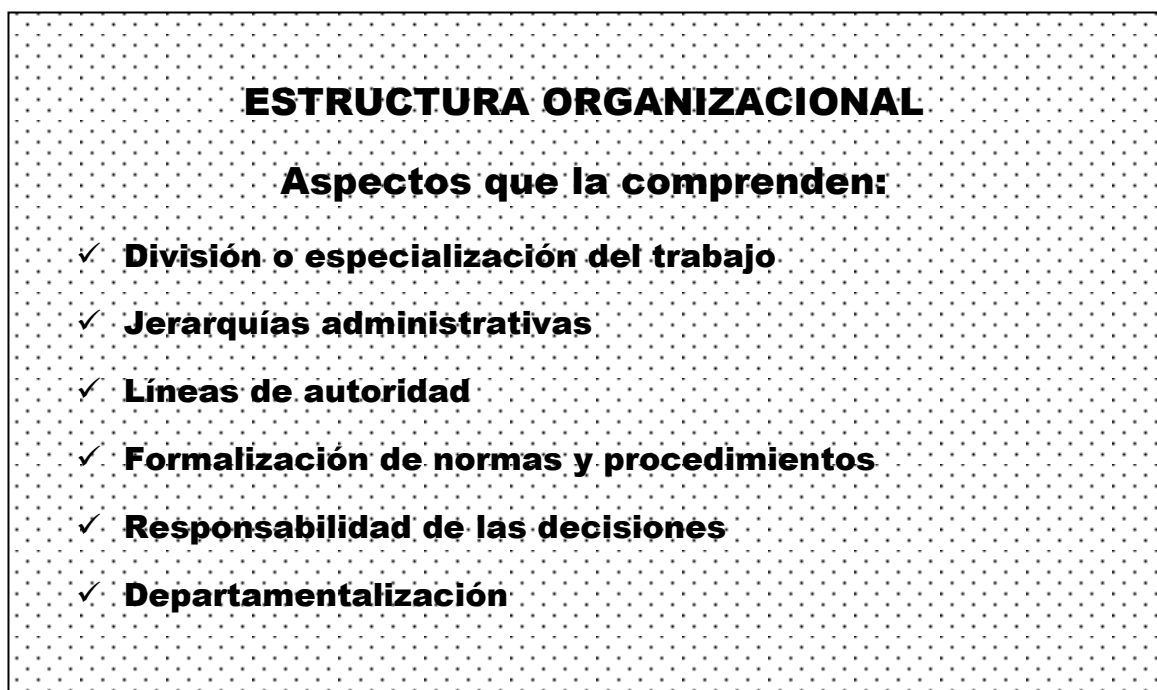 ESTRUCTURA ORGANIZACIONAL
Aspectos que la comprenden:
✓ División o especialización del trabajo
✓ Jerarquías administrativas
✓ Líneas de autoridad
✓ Formalización de normas y procedimientos
✓ Responsabilidad de las decisiones
✓ Departamentalización